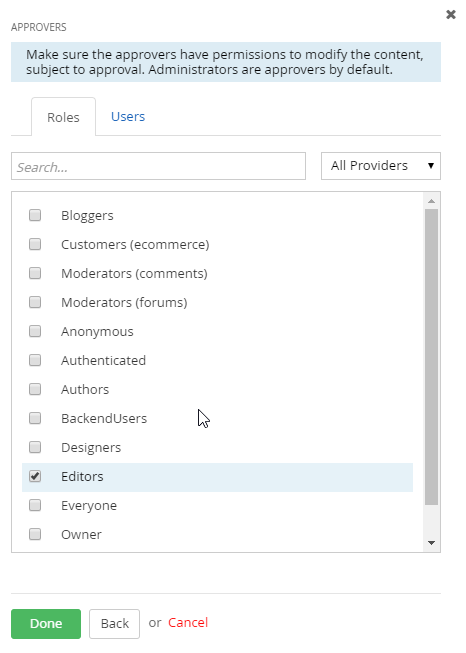 APPROVERS
Make sure the approvers have permissions to modify the content,
subject to approval. Administrators are approvers by default.
Roles Users
Search... All Providers
Bloggers
Customers (ecommerce)
Moderators (comments)
Moderators (forums)
Anonymous
Authenticated
Authors
BackendUsers
Designers
Editors
Everyone
Owner
Done Back or Cancel